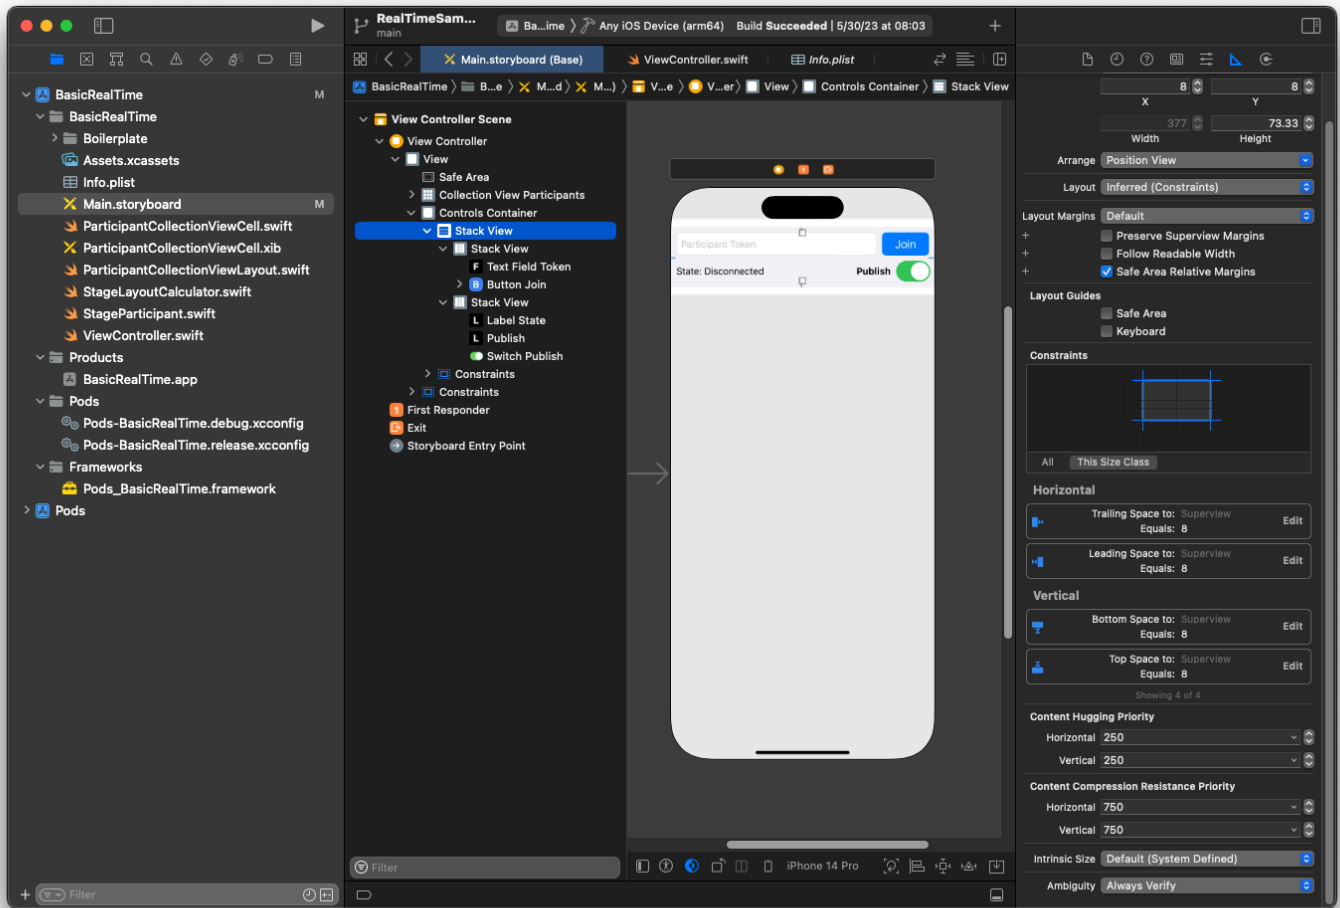 RealTimeSam...
main
Ba...ime
Any iOS Device (arm64)
Build Succeeded | 5/30/23 at 08:03
Main.storyboard (Base)
ViewController.swift
Info.plist
BasicRealTime
B...e
M...d
M...)
V...e
V...er
View
Controls Container
Stack View
BasicRealTime
M
BasicRealTime
Boilerplate
Assets.xcassets
Info.plist
Main.storyboard
M
ParticipantCollectionViewCell.swift
ParticipantCollectionViewCell.xib
ParticipantCollectionViewLayout.swift
StageLayoutCalculator.swift
StageParticipant.swift
ViewController.swift
Products
BasicRealTime.app
Pods
Pods-BasicRealTime.debug.xcconfig
Pods-BasicRealTime.release.xcconfig
Frameworks
Pods_BasicRealTime.framework
Pods
Filter
View Controller Scene
View Controller
View
Safe Area
Collection View Participants
Controls Container
Stack View
Stack View
F Text Field Token
B Button Join
Stack View
L Label State
L Publish
Switch Publish
Constraints
Constraints
1 First Responder
Exit
Storyboard Entry Point
Filter
1
Participant Token
Join
State: Disconnected
Publish
iPhone 14 Pro
8
8
X
Y
377
73.33
Width
Height
Arrange
Position View
Layout
Inferred (Constraints)
Layout Margins
Default
Preserve Superview Margins
Follow Readable Width
Safe Area Relative Margins
Layout Guides
Safe Area
Keyboard
Constraints
All
This Size Class
Horizontal
Trailing Space to: Superview
Equals: 8
Edit
Leading Space to: Superview
Equals: 8
Edit
Vertical
Bottom Space to: Superview
Equals: 8
Edit
Top Space to: Superview
Equals: 8
Edit
Showing 4 of 4
Content Hugging Priority
Horizontal
250
Vertical
250
Content Compression Resistance Priority
Horizontal
750
Vertical
750
Intrinsic Size
Default (System Defined)
Ambiguity
Always Verify